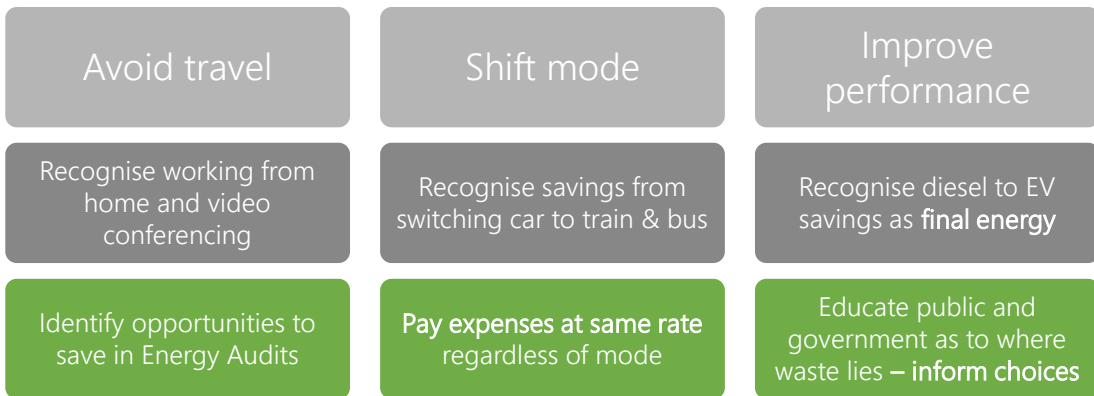 Avoid travel
Shift mode
Improve
performance
Recognise working from
home and video
conferencing
Recognise savings from
switching car to train & bus
Recognise diesel to EV
savings as final energy
Identify opportunities to
save in Energy Audits
Pay expenses at same rate
regardless of mode
Educate public and
government as to where
waste lies – inform choices